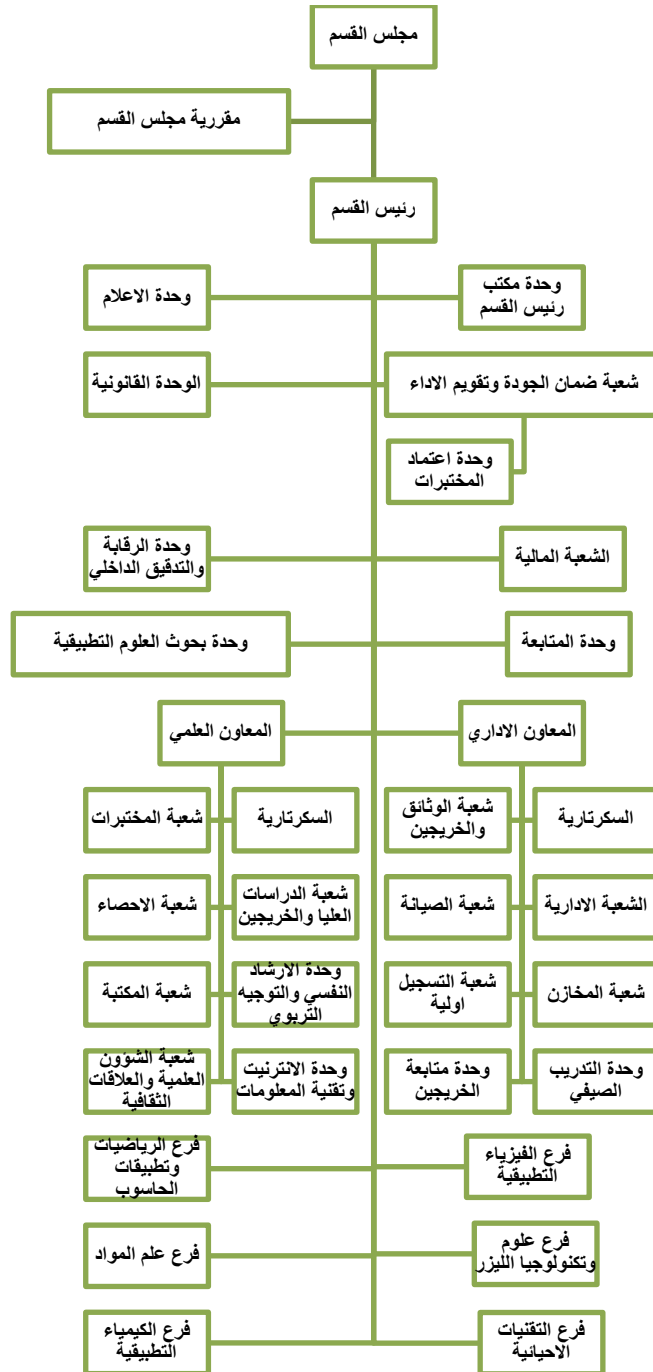 مجلس القسم
مقررية مجلس القسم
رئيس القسم
وحدة مكتب
رئيس القسم
وحدة الاعلام
شعبة ضمان الجودة وتقويم الاداء
الوحدة القانونية
وحدة اعتماد
المختبرات
الشعبة المالية
وحدة الرقابة
والتدقيق الداخلي
وحدة المتابعة
وحدة بحوث العلوم التطبيقية
المعاون الاداري
المعاون العلمي
السكرتارية
شعبة الوثائق
والخريجين
السكرتارية
شعبة المختبرات
الشعبة الادارية
شعبة الصيانة
شعبة الدراسات
العليا والخريجين
شعبة الاحصاء
شعبة المخازن
شعبة التسجيل
اولية
وحدة الارشاد
النفسي والتوجيه
التربوي
شعبة المكتبة
وحدة التدريب
الصيفي
وحدة متابعة
الخريجين
وحدة الانترنيت
وتقنية المعلومات
شعبة الشؤون
العلمية والعلاقات
الثقافية
فرع الفيزياء
التطبيقية
فرع الرياضيات
وتطبيقات
الحاسوب
فرع علوم
وتكنولوجيا الليزر
فرع علم المواد
فرع التقنيات
الاحيائية
فرع الكيمياء
التطبيقية